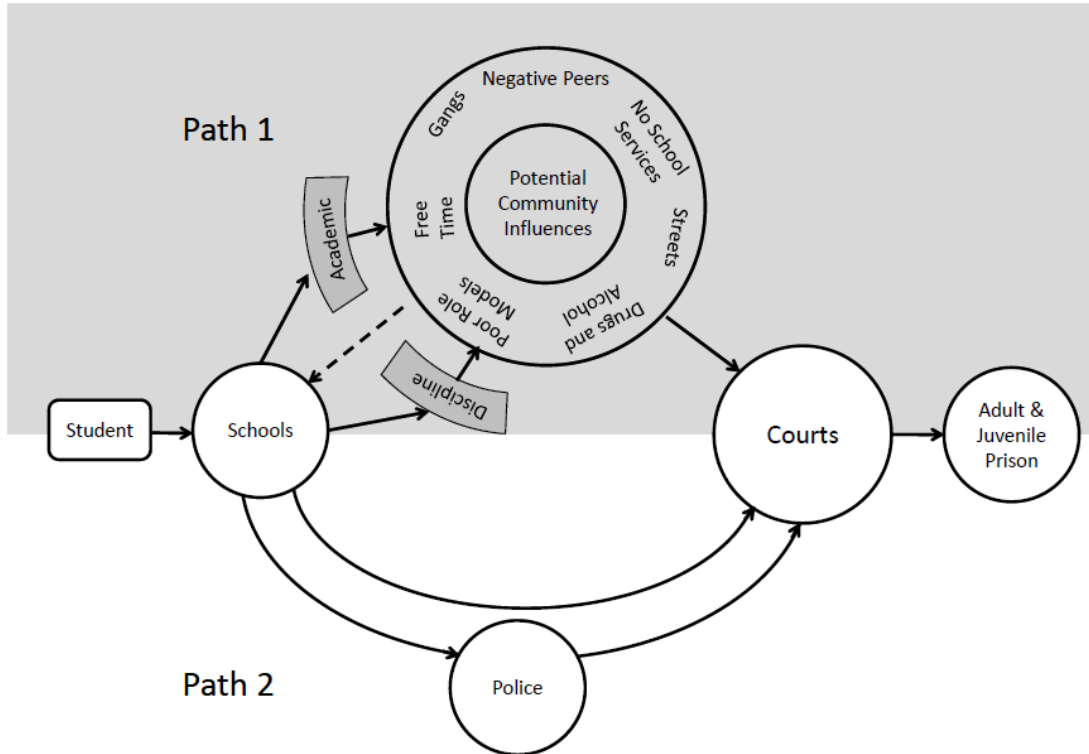 Path 1
Negative Peers
Gangs
No School
Services
Potential
Community
Influences
Free
Time
Streets
Academic
Poor Role
Models
Drugs and
Alcohol
Discipline
Student
Schools
Courts
Adult &
Juvenile
Prison
Path 2
Police